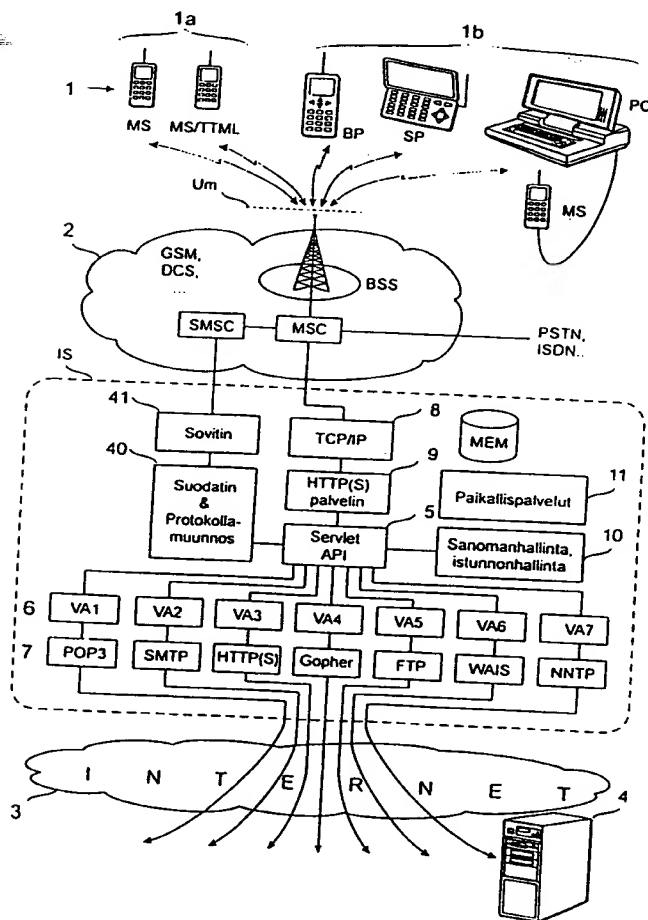 1a
1b
1
MS
MS/TTML
BP
SP
PC
MS
Um
2
GSM,
DCS,
...
BSS
SMSC
MSC
PSTN,
ISDN..
IS
41
Sovitin
8
TCP/IP
MEM
40
Suodatin
&
Protokolla-
muunnos
9
HTTP(S)
palvelin
11
Paikallispalvelut
5
Servlet
API
10
Sanomanhallinta,
istunnonhallinta
6
VA1
VA2
VA3
VA4
VA5
VA6
VA7
7
POP3
SMTP
HTTP(S)
Gopher
FTP
WAIS
NNTP
I N T E R N E T
3
4